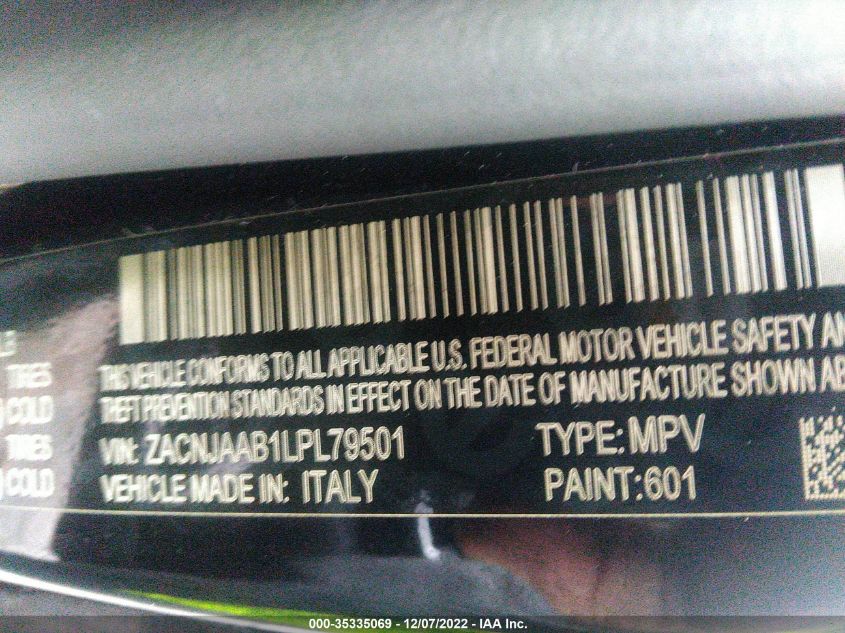 TIRES
COLD
TIRES
COLD
THIS VEHICLE CONFORMS TO ALL APPLICABLE U.S. FEDERAL MOTOR VEHICLE SAFETY AN
THEFT PREVENTION STANDARDS IN EFFECT ON THE DATE OF MANUFACTURE SHOWN AB
VIN: ZACNJAAB1LPL79501 TYPE: MPV
VEHICLE MADE IN: ITALY PAINT:601
000-35335069 - 12/07/2022 - IAA Inc.